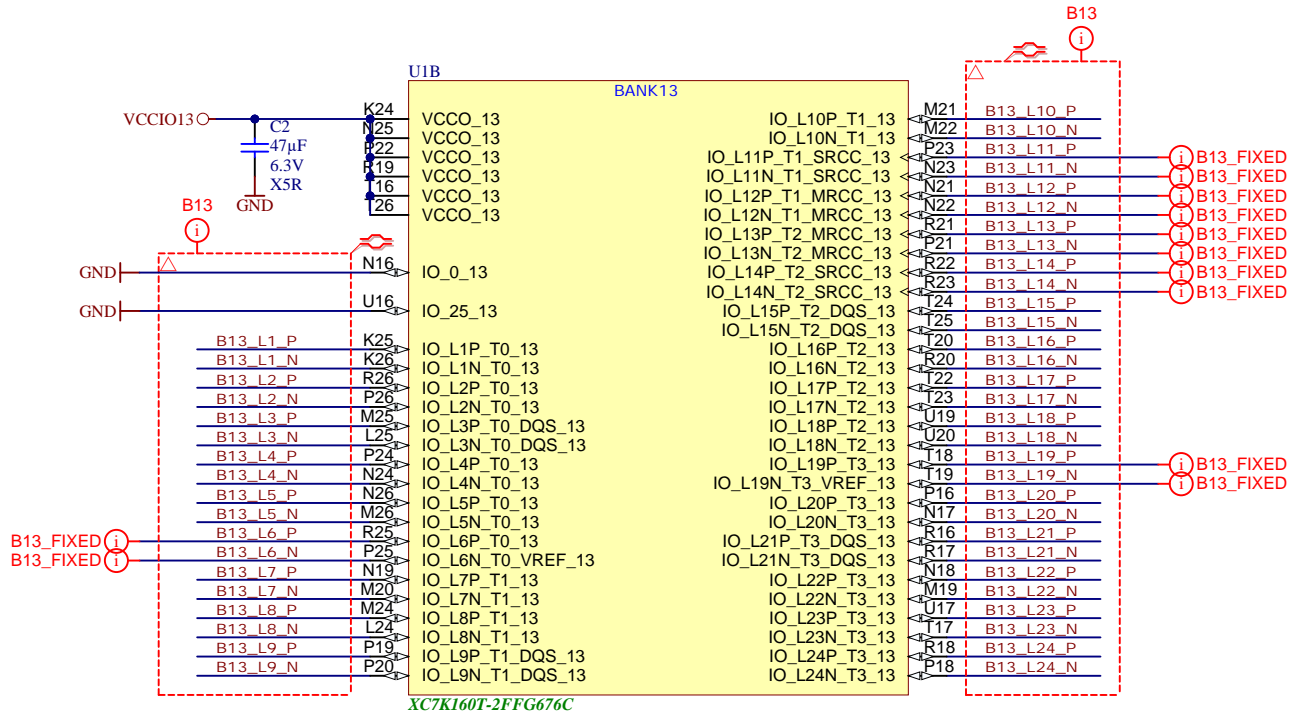 B13
i
U1B
BANK13
VCCIO13
C2
47µF
6.3V
X5R
GND
K24 VCCO_13
N25 VCCO_13
P22 VCCO_13
R19 VCCO_13
T16 VCCO_13
T26 VCCO_13
B13
i
GND N16 IO_0_13
GND U16 IO_25_13
B13_L1_P K25 IO_L1P_T0_13
B13_L1_N K26 IO_L1N_T0_13
B13_L2_P R26 IO_L2P_T0_13
B13_L2_N P26 IO_L2N_T0_13
B13_L3_P M25 IO_L3P_T0_DQS_13
B13_L3_N L25 IO_L3N_T0_DQS_13
B13_L4_P P24 IO_L4P_T0_13
B13_L4_N N24 IO_L4N_T0_13
B13_L5_P N26 IO_L5P_T0_13
B13_L5_N M26 IO_L5N_T0_13
B13_FIXED i B13_L6_P R25 IO_L6P_T0_13
B13_FIXED i B13_L6_N P25 IO_L6N_T0_VREF_13
B13_L7_P N19 IO_L7P_T1_13
B13_L7_N M20 IO_L7N_T1_13
B13_L8_P M24 IO_L8P_T1_13
B13_L8_N L24 IO_L8N_T1_13
B13_L9_P P19 IO_L9P_T1_DQS_13
B13_L9_N P20 IO_L9N_T1_DQS_13
IO_L10P_T1_13 M21 B13_L10_P
IO_L10N_T1_13 M22 B13_L10_N
IO_L11P_T1_SRCC_13 P23 B13_L11_P i B13_FIXED
IO_L11N_T1_SRCC_13 N23 B13_L11_N i B13_FIXED
IO_L12P_T1_MRCC_13 N21 B13_L12_P i B13_FIXED
IO_L12N_T1_MRCC_13 N22 B13_L12_N i B13_FIXED
IO_L13P_T2_MRCC_13 R21 B13_L13_P i B13_FIXED
IO_L13N_T2_MRCC_13 P21 B13_L13_N i B13_FIXED
IO_L14P_T2_SRCC_13 R22 B13_L14_P i B13_FIXED
IO_L14N_T2_SRCC_13 R23 B13_L14_N i B13_FIXED
IO_L15P_T2_DQS_13 T24 B13_L15_P
IO_L15N_T2_DQS_13 T25 B13_L15_N
IO_L16P_T2_13 T20 B13_L16_P
IO_L16N_T2_13 R20 B13_L16_N
IO_L17P_T2_13 T22 B13_L17_P
IO_L17N_T2_13 T23 B13_L17_N
IO_L18P_T2_13 U19 B13_L18_P
IO_L18N_T2_13 U20 B13_L18_N
IO_L19P_T3_13 T18 B13_L19_P i B13_FIXED
IO_L19N_T3_VREF_13 T19 B13_L19_N i B13_FIXED
IO_L20P_T3_13 P16 B13_L20_P
IO_L20N_T3_13 N17 B13_L20_N
IO_L21P_T3_DQS_13 R16 B13_L21_P
IO_L21N_T3_DQS_13 R17 B13_L21_N
IO_L22P_T3_13 N18 B13_L22_P
IO_L22N_T3_13 M19 B13_L22_N
IO_L23P_T3_13 U17 B13_L23_P
IO_L23N_T3_13 T17 B13_L23_N
IO_L24P_T3_13 R18 B13_L24_P
IO_L24N_T3_13 P18 B13_L24_N
XC7K160T-2FFG676C